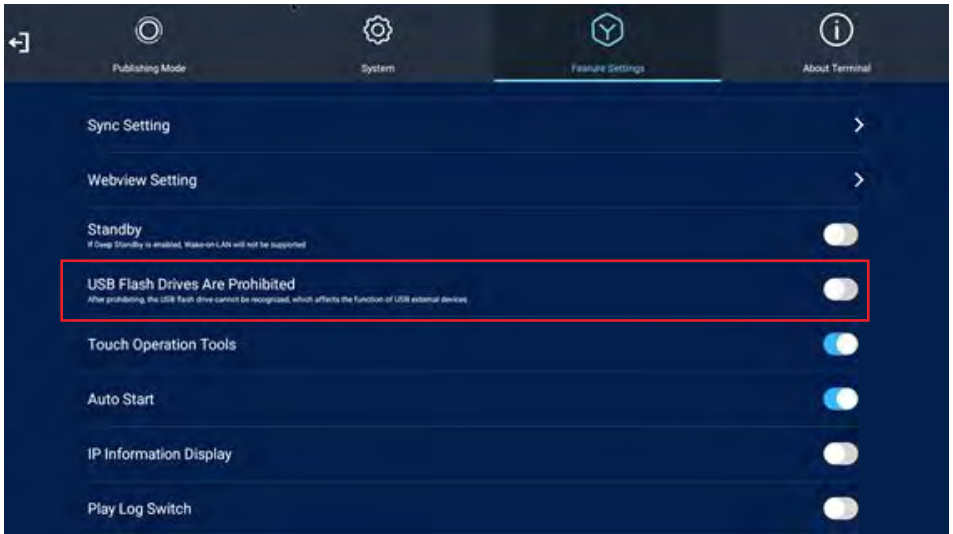 Publishing Mode
System
Feature Settings
About Terminal
Sync Setting
Webview Setting
Standby
If Deep Standby is enabled, Wake-on-LAN will not be supported
USB Flash Drives Are Prohibited
After prohibiting, the USB flash drive cannot be recognized, which affects the function of USB external devices
Touch Operation Tools
Auto Start
IP Information Display
Play Log Switch